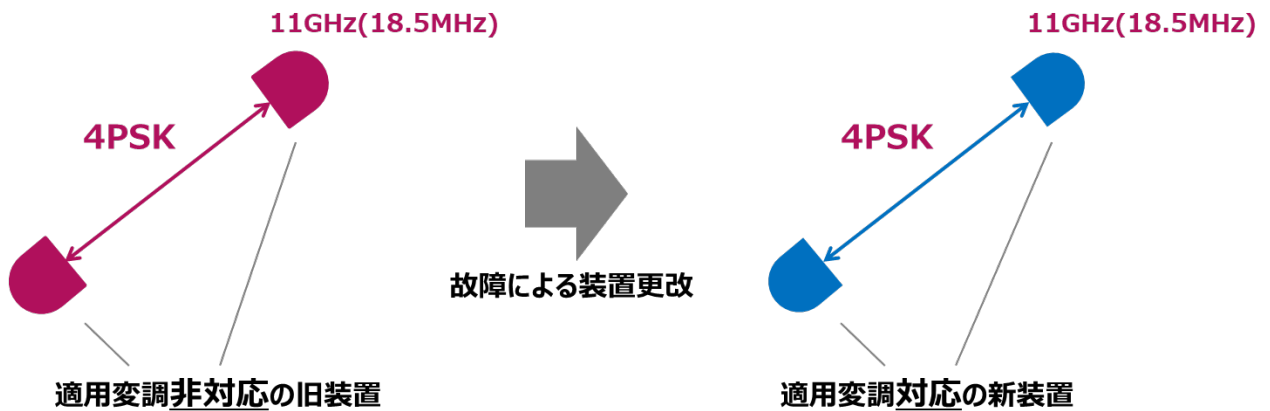 11GHz(18.5MHz)
11GHz(18.5MHz)
4PSK
4PSK
故障による装置更改
適用変調非対応の旧装置
適用変調対応の新装置